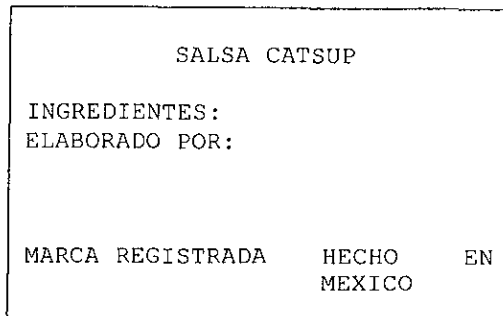 SALSA CATSUP
INGREDIENTES:
ELABORADO POR:
MARCA REGISTRADA HECHO EN
MEXICO